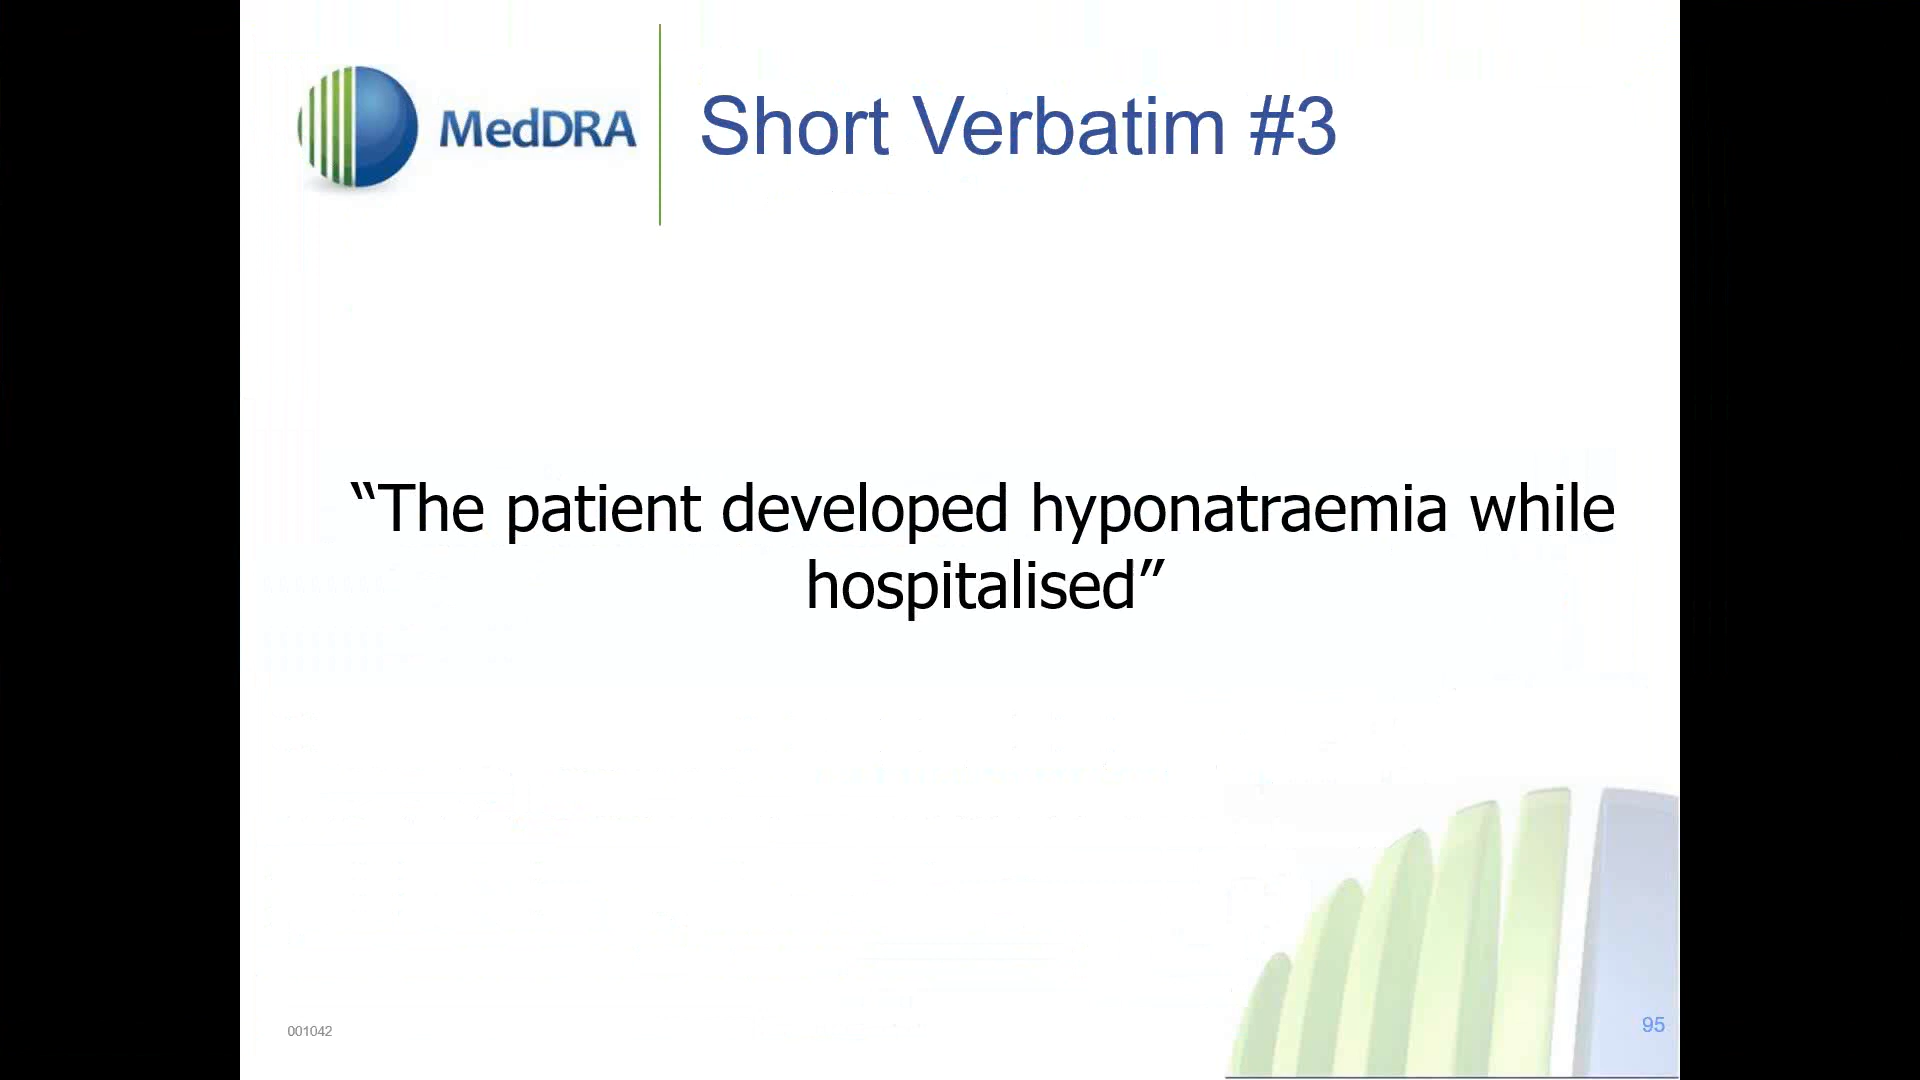 MedDRA
Short Verbatim #3
“The patient developed hyponatraemia while
hospitalised”
001042
95